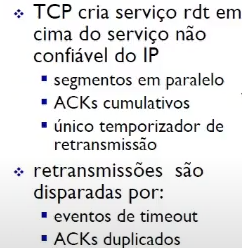 TCP cria serviço rdt em
cima do serviço não
confiável do IP
segmentos em paralelo
ACKs cumulativos
único temporizador de
retransmissão
retransmissões são
disparadas por:
eventos de timeout
ACKs duplicados